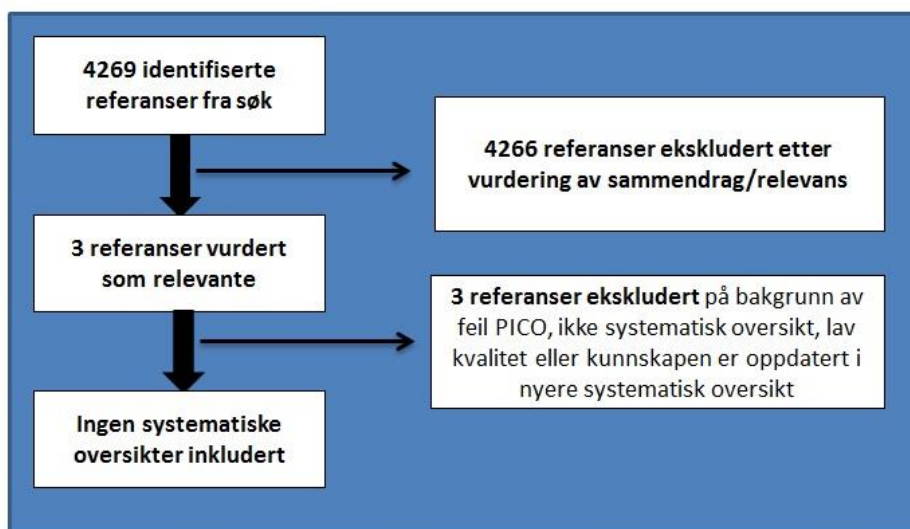 4269 identifiserte
referanser fra søk
4266 referanser ekskludert etter
vurdering av sammendrag/relevans
3 referanser vurdert
som relevante
3 referanser ekskludert på bakgrunn av
feil PICO, ikke systematisk oversikt, lav
kvalitet eller kunnskapen er oppdatert i
nyere systematisk oversikt
Ingen systematiske
oversikter inkludert